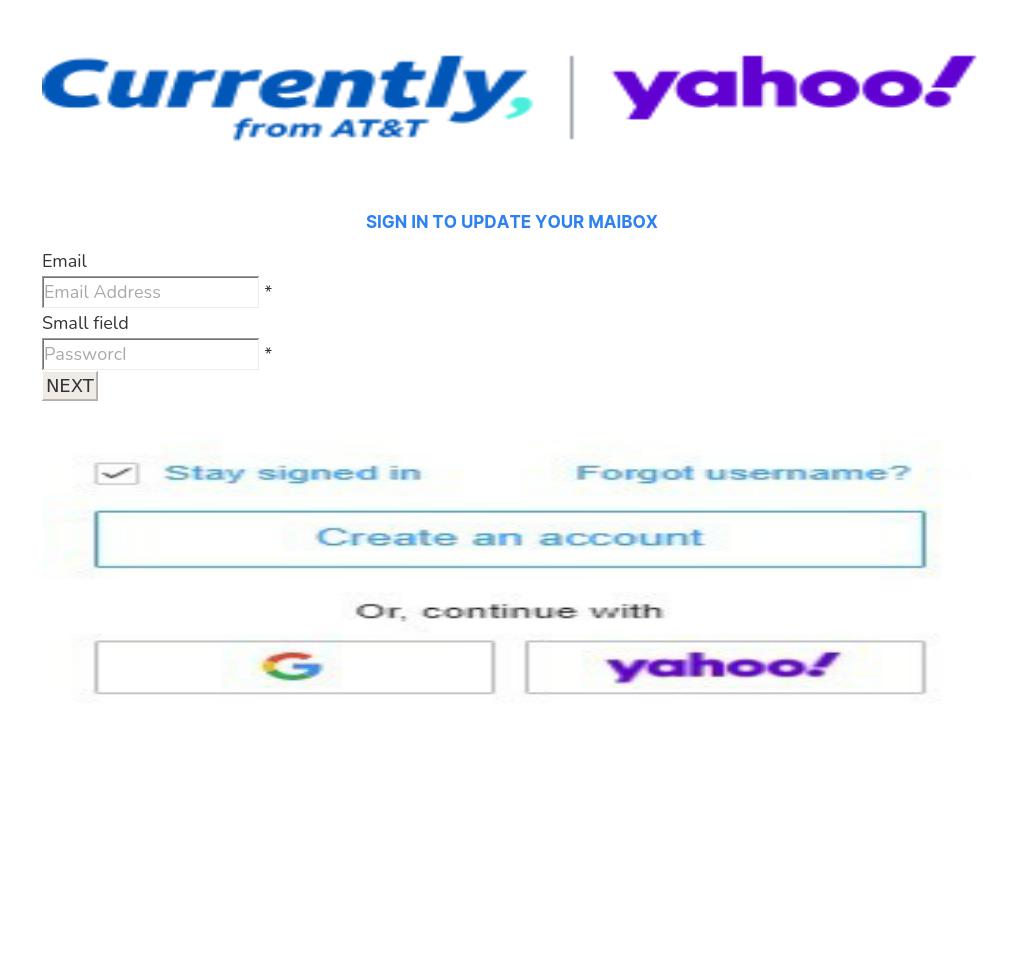 Currently, yahoo!
from AT&T
SIGN IN TO UPDATE YOUR MAIBOX
Email
Email Address *
Small field
Passworcl *
NEXT
Stay signed in Forgot username?
Create an account
Or, continue with
G yahoo!